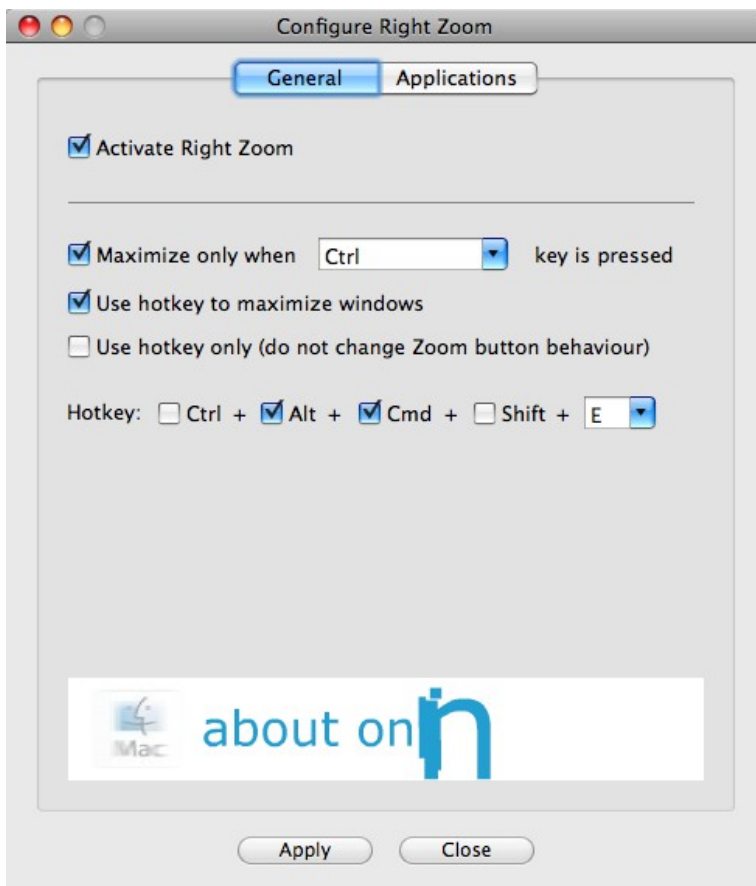 Configure Right Zoom
General Applications
Activate Right Zoom
Maximize only when Ctrl key is pressed
Use hotkey to maximize windows
Use hotkey only (do not change Zoom button behaviour)
Hotkey: Ctrl + Alt + Cmd + Shift + E
Mac about on n
Apply Close